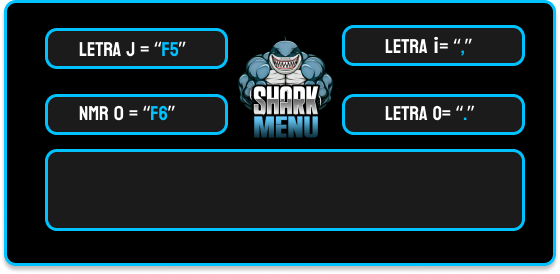 LETRA J = “F5”
LETRA i= “,”
SHARK
MENU
NMR 0 = “F6”
LETRA O= “.”